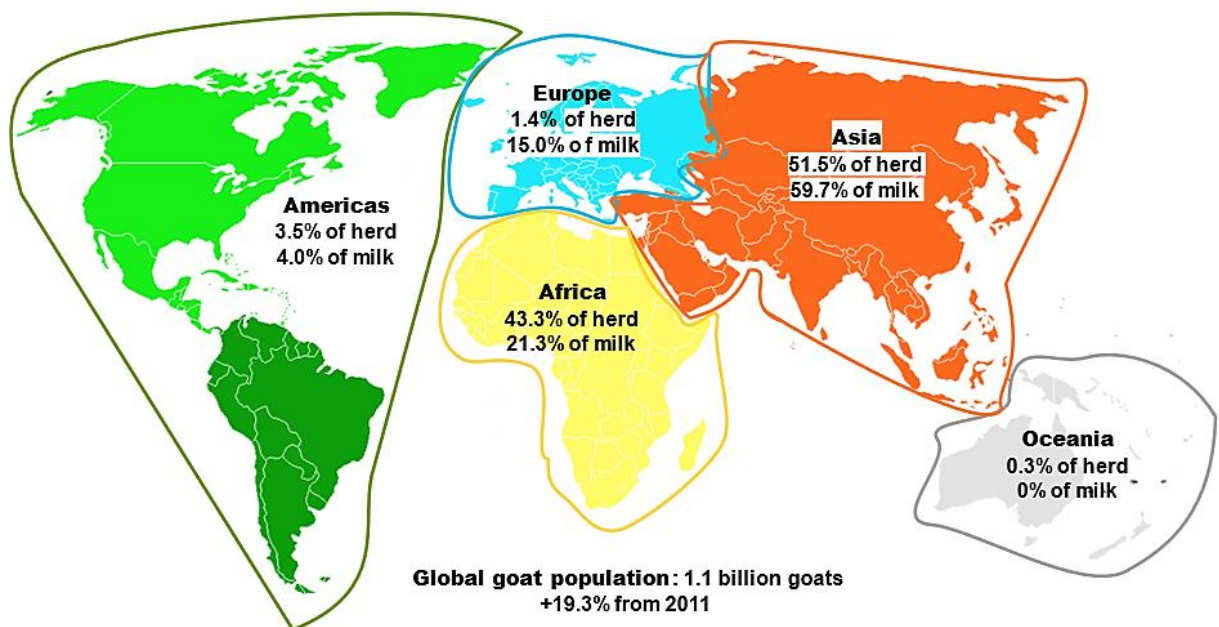 Europe
1.4% of herd
15.0% of milk
Asia
51.5% of herd
59.7% of milk
Americas
3.5% of herd
4.0% of milk
Africa
43.3% of herd
21.3% of milk
Oceania
0.3% of herd
0% of milk
Global goat population: 1.1 billion goats
+19.3% from 2011